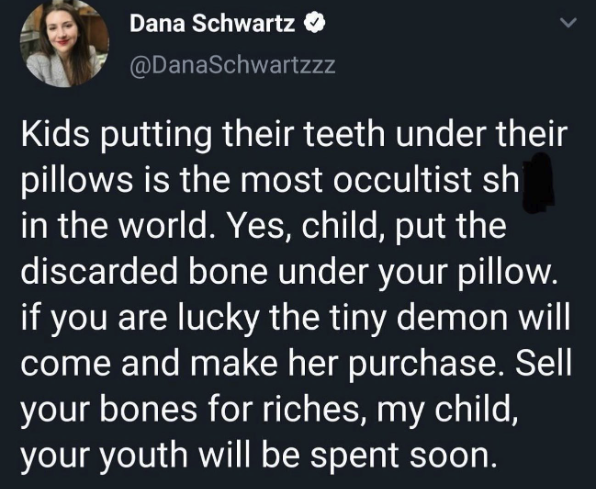 Dana Schwartz
@DanaSchwartzzz
Kids putting their teeth under their
pillows is the most occultist sh
in the world. Yes, child, put the
discarded bone under your pillow.
if you are lucky the tiny demon will
come and make her purchase. Sell
your bones for riches, my child,
your youth will be spent soon.